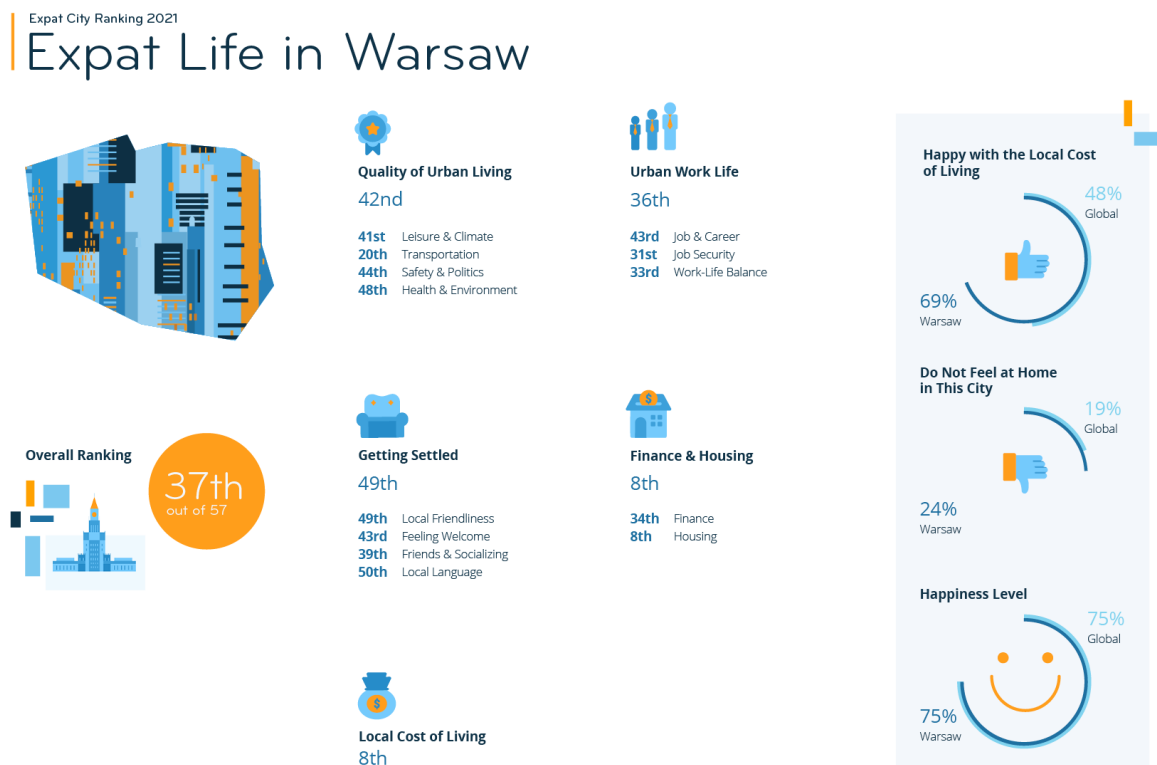 Expat City Ranking 2021
Expat Life in Warsaw
Overall Ranking
37th
out of 57
Quality of Urban Living
42nd
41st Leisure & Climate
20th Transportation
44th Safety & Politics
48th Health & Environment
Urban Work Life
36th
43rd Job & Career
31st Job Security
33rd Work-Life Balance
Getting Settled
49th
49th Local Friendliness
43rd Feeling Welcome
39th Friends & Socializing
50th Local Language
$
Finance & Housing
8th
34th Finance
8th Housing
$
Local Cost of Living
8th
Happy with the Local Cost
of Living
48%
Global
69%
Warsaw
Do Not Feel at Home
in This City
19%
Global
24%
Warsaw
Happiness Level
75%
Global
75%
Warsaw